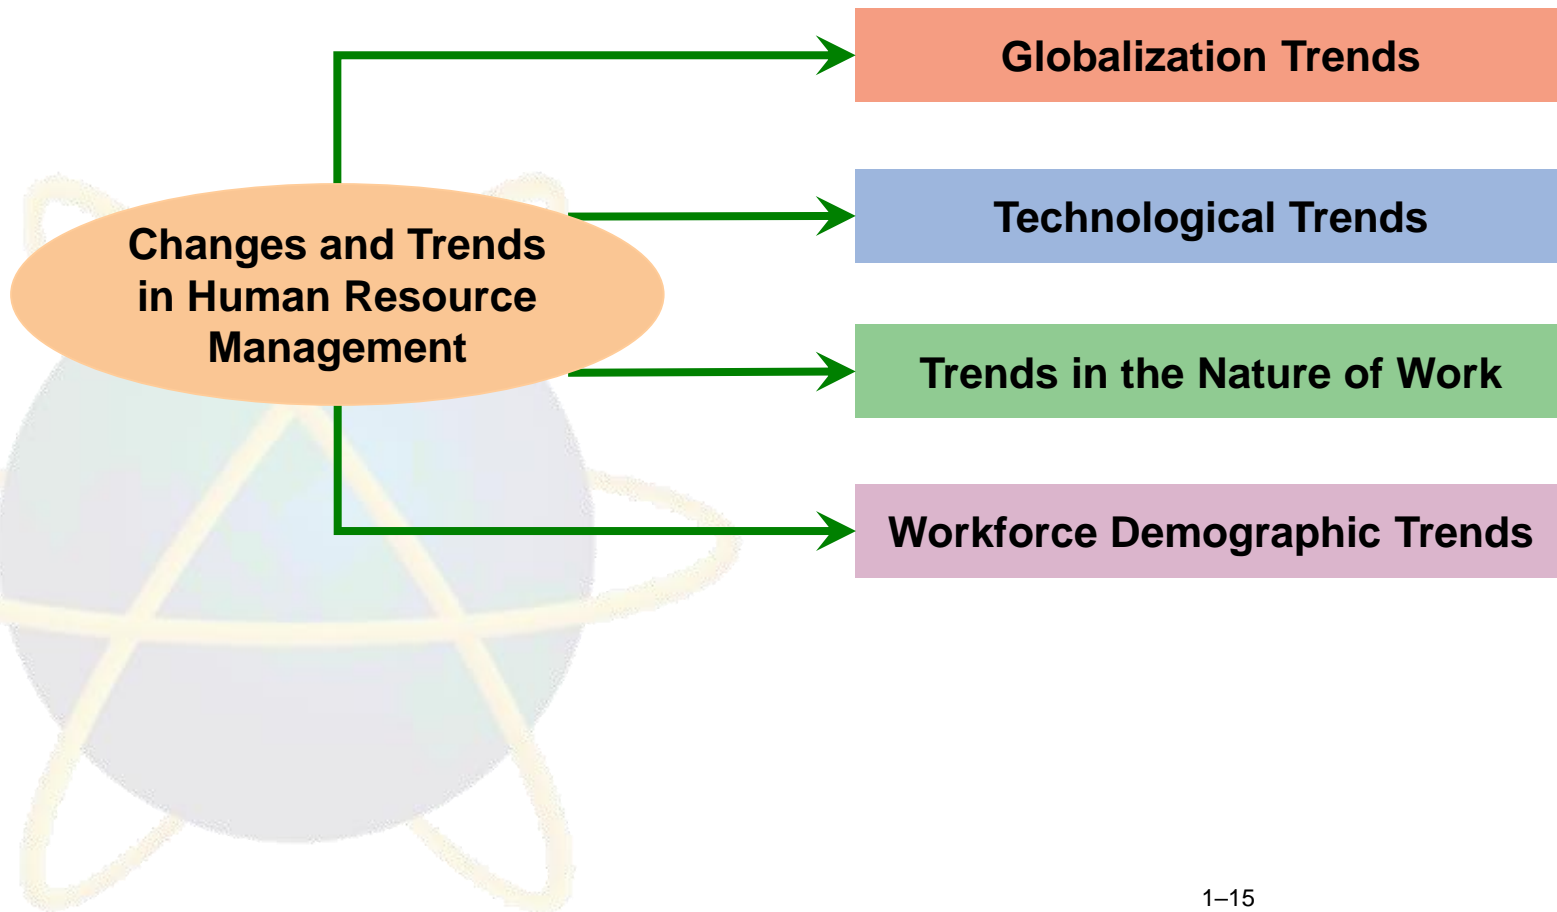 Globalization Trends
Technological Trends
Changes and Trends
in Human Resource
Management
Trends in the Nature of Work
Workforce Demographic Trends
1–15